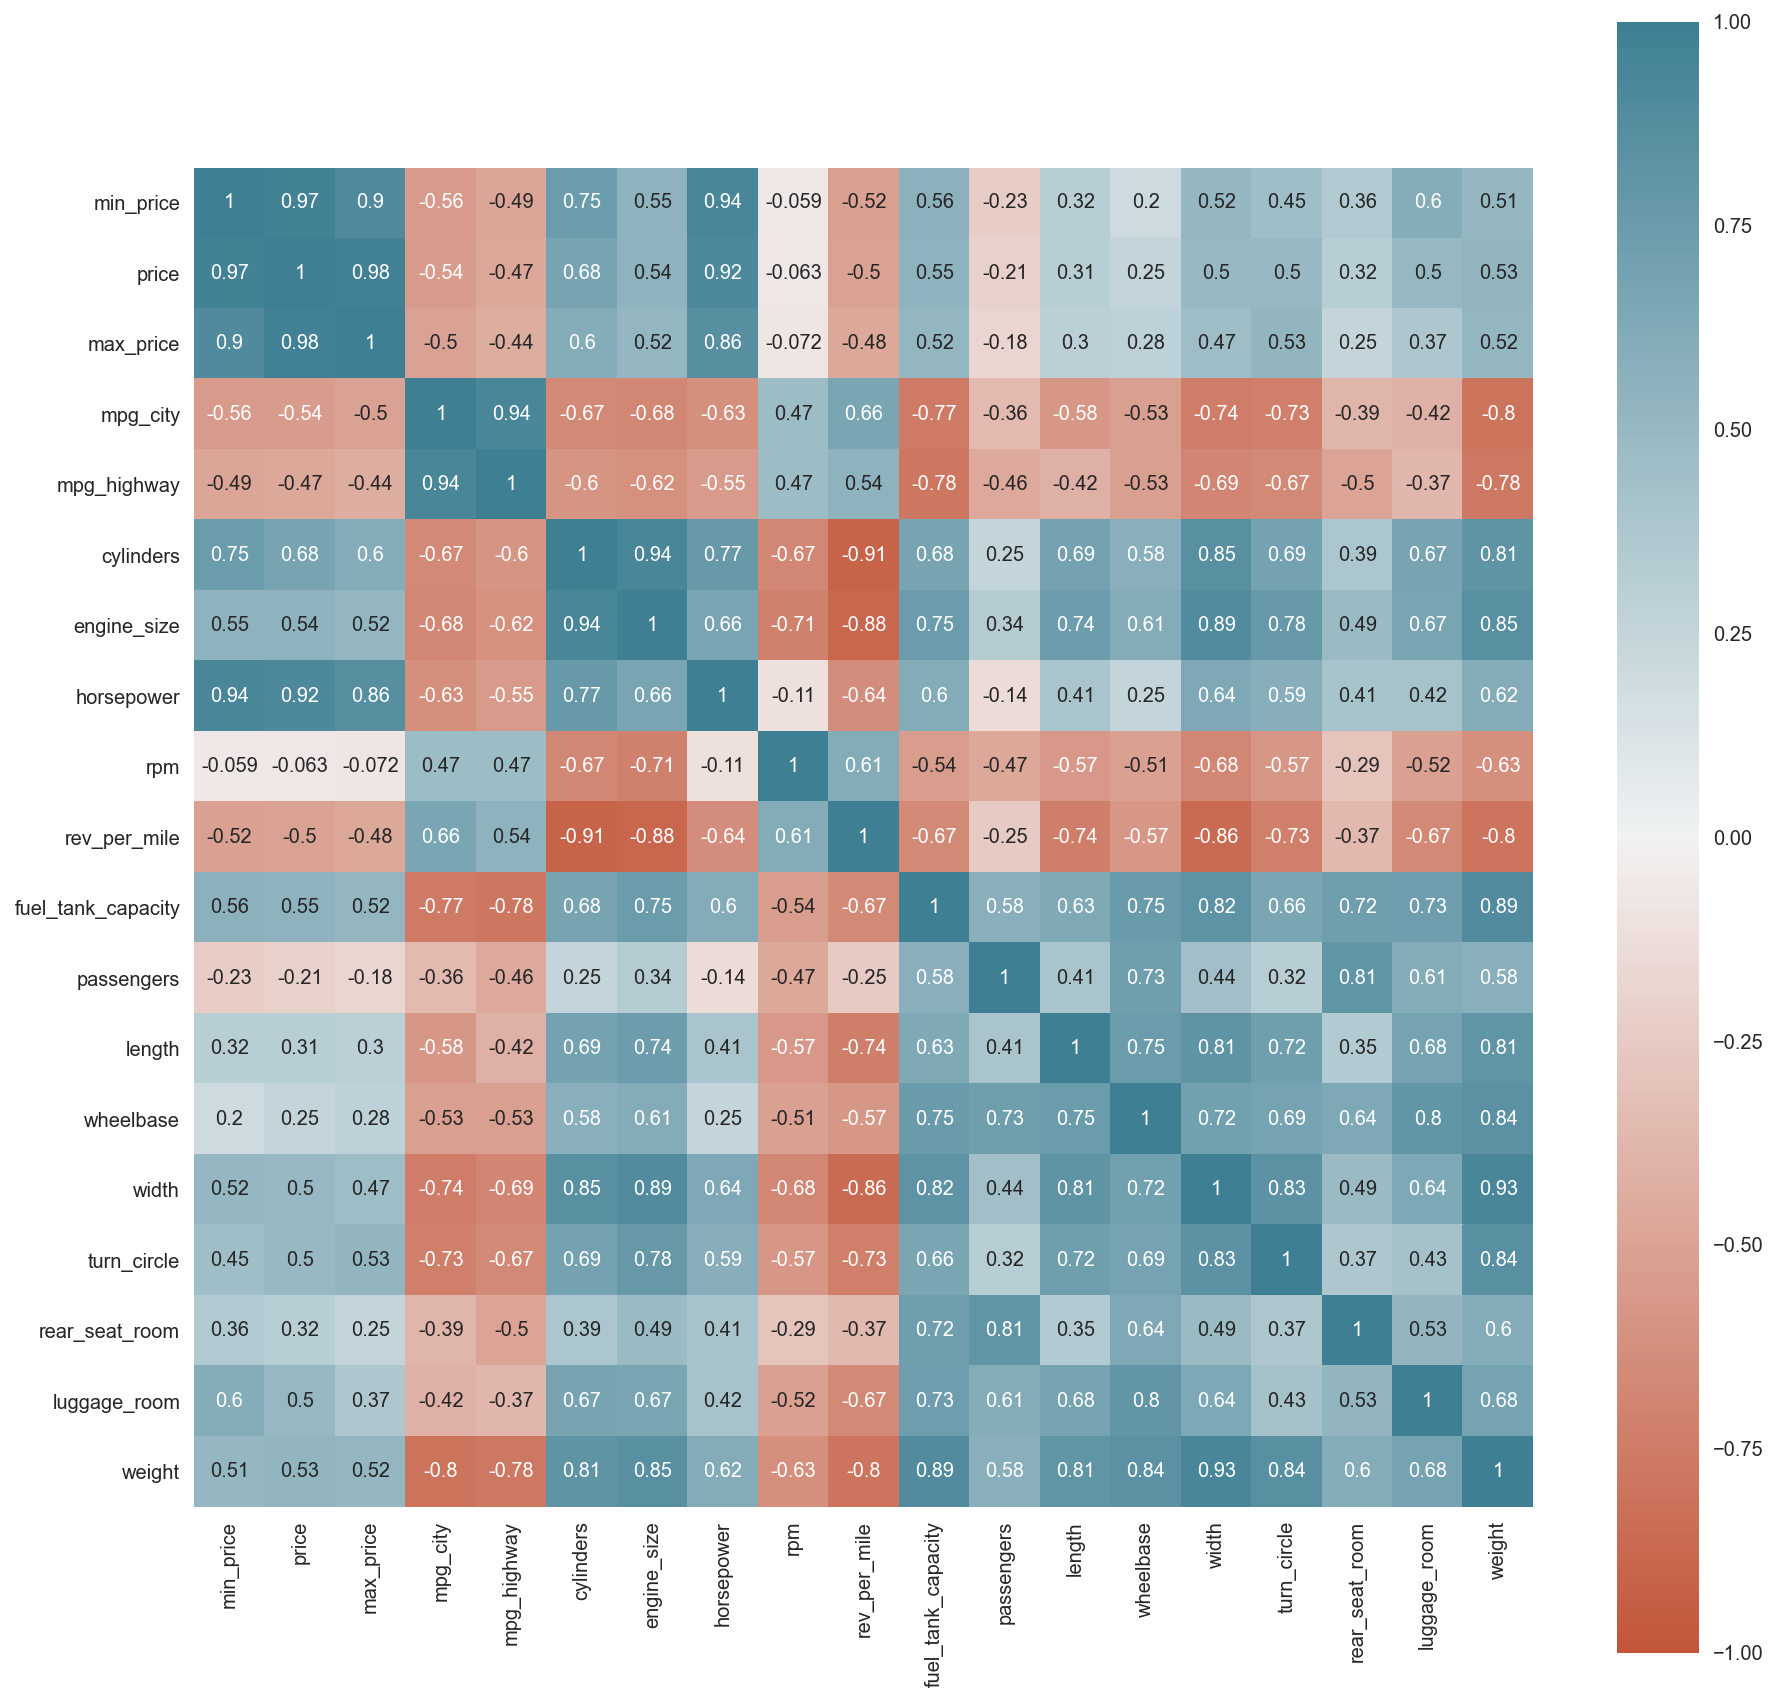 1.00
min_price 1 0.97 0.9 -0.56 -0.49 0.75 0.55 0.94 -0.059 -0.52 0.56 -0.23 0.32 0.2 0.52 0.45 0.36 0.6 0.51
0.75
price 0.97 1 0.98 -0.54 -0.47 0.68 0.54 0.92 -0.063 -0.5 0.55 -0.21 0.31 0.25 0.5 0.5 0.32 0.5 0.53
max_price 0.9 0.98 1 -0.5 -0.44 0.6 0.52 0.86 -0.072 -0.48 0.52 -0.18 0.3 0.28 0.47 0.53 0.25 0.37 0.52
mpg_city -0.56 -0.54 -0.5 1 0.94 -0.67 -0.68 -0.63 0.47 0.66 -0.77 -0.36 -0.58 -0.53 -0.74 -0.73 -0.39 -0.42 -0.8
0.50
mpg_highway -0.49 -0.47 -0.44 0.94 1 -0.6 -0.62 -0.55 0.47 0.54 -0.78 -0.46 -0.42 -0.53 -0.69 -0.67 -0.5 -0.37 -0.78
cylinders 0.75 0.68 0.6 -0.67 -0.6 1 0.94 0.77 -0.67 -0.91 0.68 0.25 0.69 0.58 0.85 0.69 0.39 0.67 0.81
engine_size 0.55 0.54 0.52 -0.68 -0.62 0.94 1 0.66 -0.71 -0.88 0.75 0.34 0.74 0.61 0.89 0.78 0.49 0.67 0.85
0.25
horsepower 0.94 0.92 0.86 -0.63 -0.55 0.77 0.66 1 -0.11 -0.64 0.6 -0.14 0.41 0.25 0.64 0.59 0.41 0.42 0.62
rpm -0.059 -0.063 -0.072 0.47 0.47 -0.67 -0.71 -0.11 1 0.61 -0.54 -0.47 -0.57 -0.51 -0.68 -0.57 -0.29 -0.52 -0.63
rev_per_mile -0.52 -0.5 -0.48 0.66 0.54 -0.91 -0.88 -0.64 0.61 1 -0.67 -0.25 -0.74 -0.57 -0.86 -0.73 -0.37 -0.67 -0.8
0.00
fuel_tank_capacity 0.56 0.55 0.52 -0.77 -0.78 0.68 0.75 0.6 -0.54 -0.67 1 0.58 0.63 0.75 0.82 0.66 0.72 0.73 0.89
passengers -0.23 -0.21 -0.18 -0.36 -0.46 0.25 0.34 -0.14 -0.47 -0.25 0.58 1 0.41 0.73 0.44 0.32 0.81 0.61 0.58
length 0.32 0.31 0.3 -0.58 -0.42 0.69 0.74 0.41 -0.57 -0.74 0.63 0.41 1 0.75 0.81 0.72 0.35 0.68 0.81
−0.25
wheelbase 0.2 0.25 0.28 -0.53 -0.53 0.58 0.61 0.25 -0.51 -0.57 0.75 0.73 0.75 1 0.72 0.69 0.64 0.8 0.84
width 0.52 0.5 0.47 -0.74 -0.69 0.85 0.89 0.64 -0.68 -0.86 0.82 0.44 0.81 0.72 1 0.83 0.49 0.64 0.93
−0.50
turn_circle 0.45 0.5 0.53 -0.73 -0.67 0.69 0.78 0.59 -0.57 -0.73 0.66 0.32 0.72 0.69 0.83 1 0.37 0.43 0.84
rear_seat_room 0.36 0.32 0.25 -0.39 -0.5 0.39 0.49 0.41 -0.29 -0.37 0.72 0.81 0.35 0.64 0.49 0.37 1 0.53 0.6
luggage_room 0.6 0.5 0.37 -0.42 -0.37 0.67 0.67 0.42 -0.52 -0.67 0.73 0.61 0.68 0.8 0.64 0.43 0.53 1 0.68
−0.75
weight 0.51 0.53 0.52 -0.8 -0.78 0.81 0.85 0.62 -0.63 -0.8 0.89 0.58 0.81 0.84 0.93 0.84 0.6 0.68 1
min_price
price
max_price
mpg_city
mpg_highway
cylinders
engine_size
horsepower
rpm
rev_per_mile
fuel_tank_capacity
passengers
length
wheelbase
width
turn_circle
rear_seat_room
luggage_room
weight
−1.00